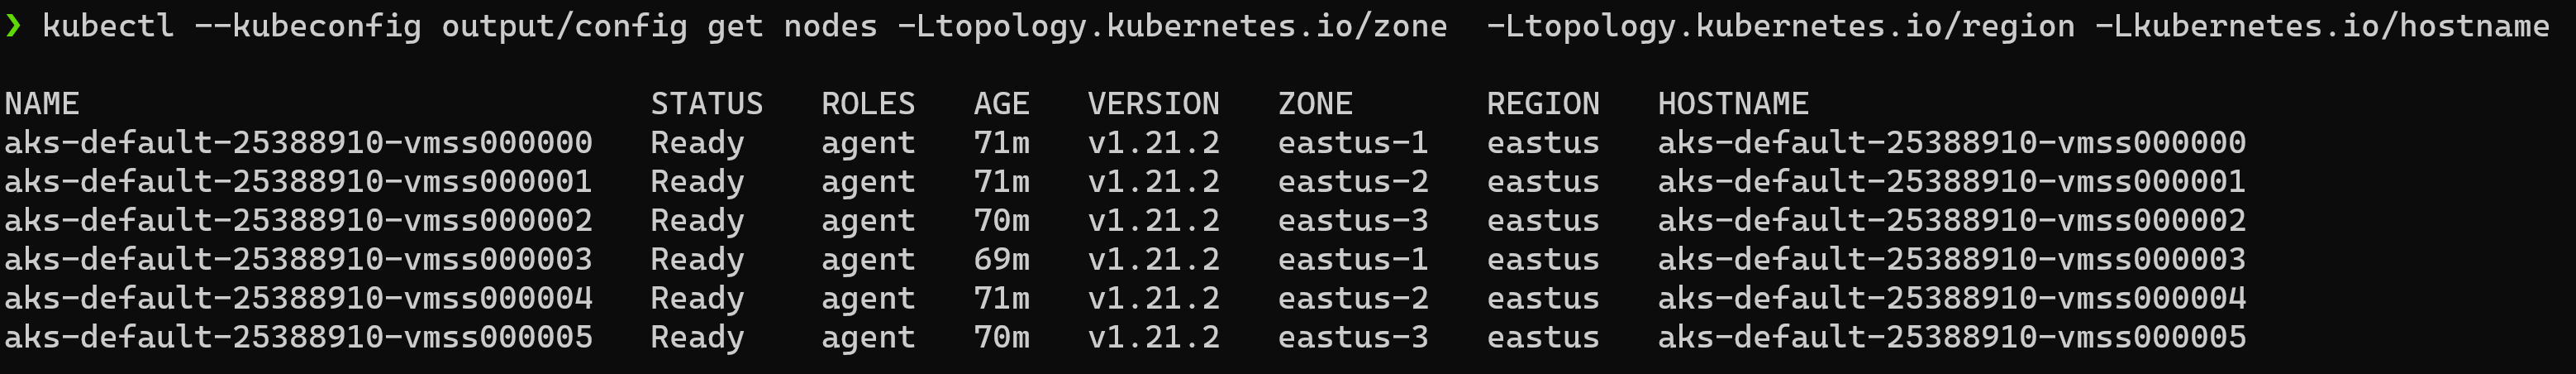 ❯ kubectl --kubeconfig output/config get nodes -Ltopology.kubernetes.io/zone  -Ltopology.kubernetes.io/region -Lkubernetes.io/hostname
NAME                              STATUS   ROLES   AGE   VERSION   ZONE       REGION   HOSTNAME
aks-default-25388910-vmss000000   Ready    agent   71m   v1.21.2   eastus-1   eastus   aks-default-25388910-vmss000000
aks-default-25388910-vmss000001   Ready    agent   71m   v1.21.2   eastus-2   eastus   aks-default-25388910-vmss000001
aks-default-25388910-vmss000002   Ready    agent   70m   v1.21.2   eastus-3   eastus   aks-default-25388910-vmss000002
aks-default-25388910-vmss000003   Ready    agent   69m   v1.21.2   eastus-1   eastus   aks-default-25388910-vmss000003
aks-default-25388910-vmss000004   Ready    agent   71m   v1.21.2   eastus-2   eastus   aks-default-25388910-vmss000004
aks-default-25388910-vmss000005   Ready    agent   70m   v1.21.2   eastus-3   eastus   aks-default-25388910-vmss000005